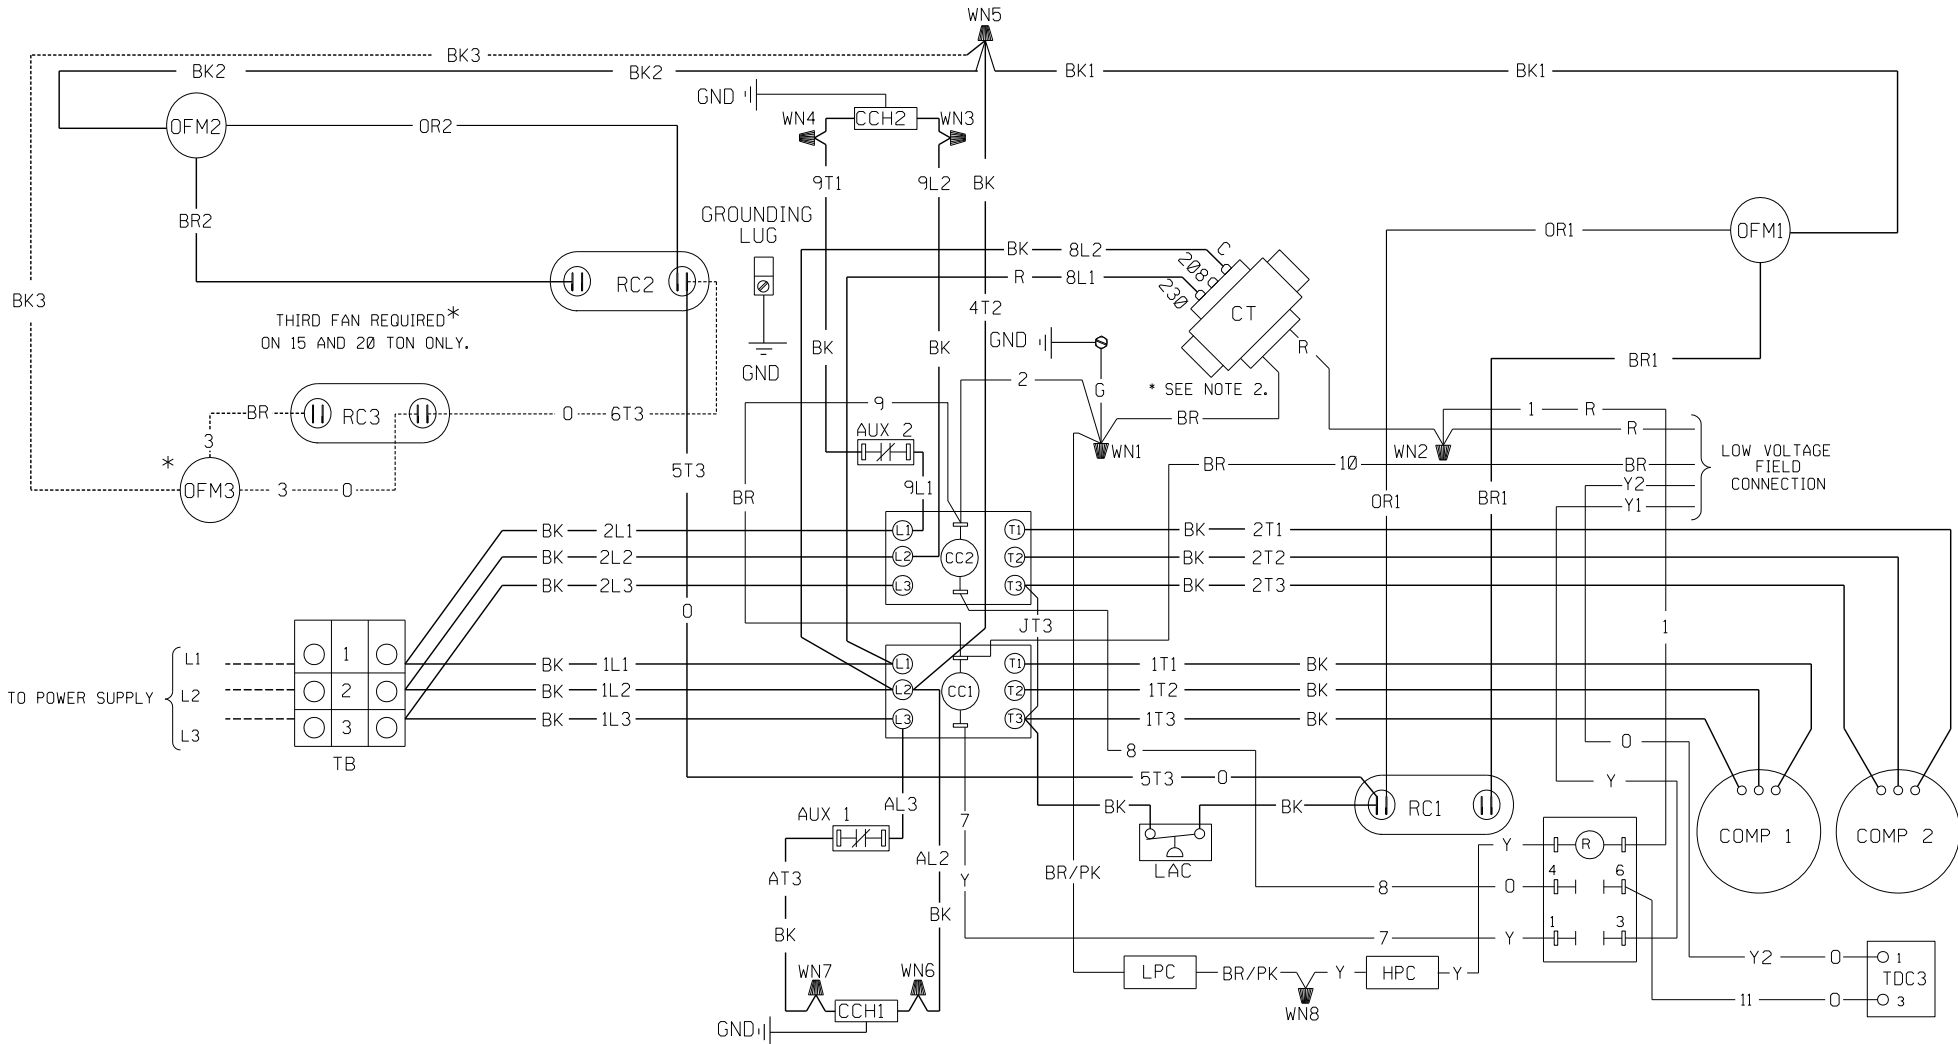 WN5
BK3
BK2 BK2 BK1 BK1
GND
WN4 CCH2 WN3
OFM2 OR2
9T1 9L2 BK
BR2
GROUNDING
LUG
OR1 OFM1
BK 8L2 C
R 8L1 208
230
RC2
BK3
4T2
CT
THIRD FAN REQUIRED*
ON 15 AND 20 TON ONLY.
GND
BK BK
GND
R
BR1
2 G
* SEE NOTE 2.
9
BR RC3 O 6T3
BR
1 R
R
AUX 2
WN1 WN2
LOW VOLTAGE
FIELD
CONNECTION
3
*
5T3
BR 10 BR
Y2
Y1
OFM3 3 O
BR
9L1
OR1 BR1
BK 2L1 L1 T1 BK 2T1
BK 2L2 L2 CC2 T2 BK 2T2
BK 2L3 L3 T3 BK 2T3
O
JT3
1
TO POWER SUPPLY
L1
L2
L3
1
2
3
TB
BK 1L1 L1 T1 1T1 BK
BK 1L2 L2 CC1 T2 1T2 BK
BK 1L3 L3 T3 1T3 BK
8
O
5T3 O
Y
AL3
BK BK
RC1
AUX 1
7
LAC
COMP 1 COMP 2
Y R
AL2
AT3
Y
BR/PK
4 6
8 O
BK
BK
1 3
7 Y
Y2 O 1
TDC3
11 O 3
WN7 WN6
LPC BR/PK Y HPC Y
WN8
CCH1
GND